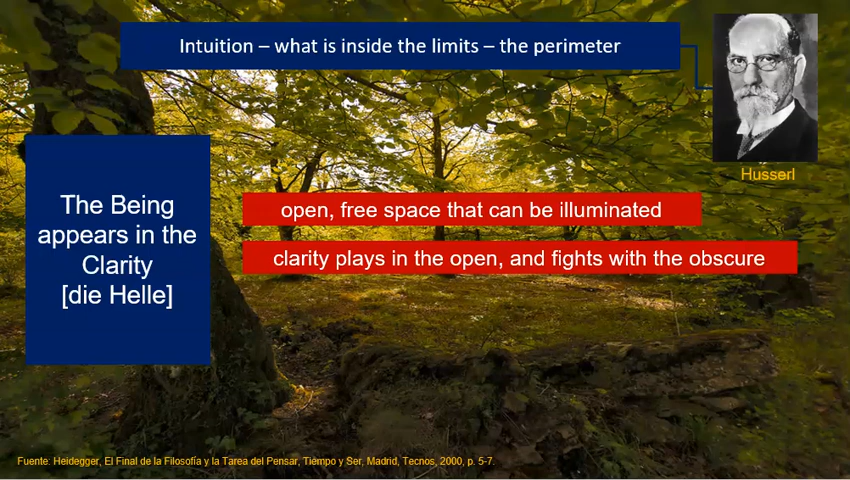 Intuition – what is inside the limits – the perimeter
Husserl
The Being
appears in the
Clarity
[die Helle]
open, free space that can be illuminated
clarity plays in the open, and fights with the obscure
Fuente: Heidegger, El Final de la Filosofía y la Tarea del Pensar, Tiempo y Ser, Madrid, Tecnos, 2000, p. 5-7.